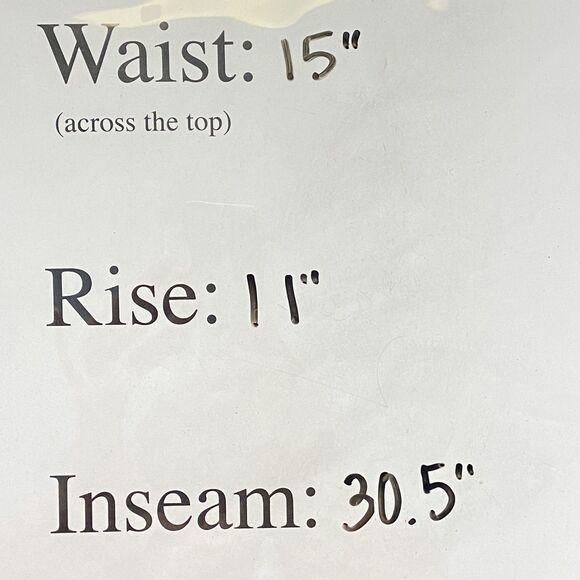 Waist: 15"
(across the top)
Rise: 11"
Inseam: 30.5"